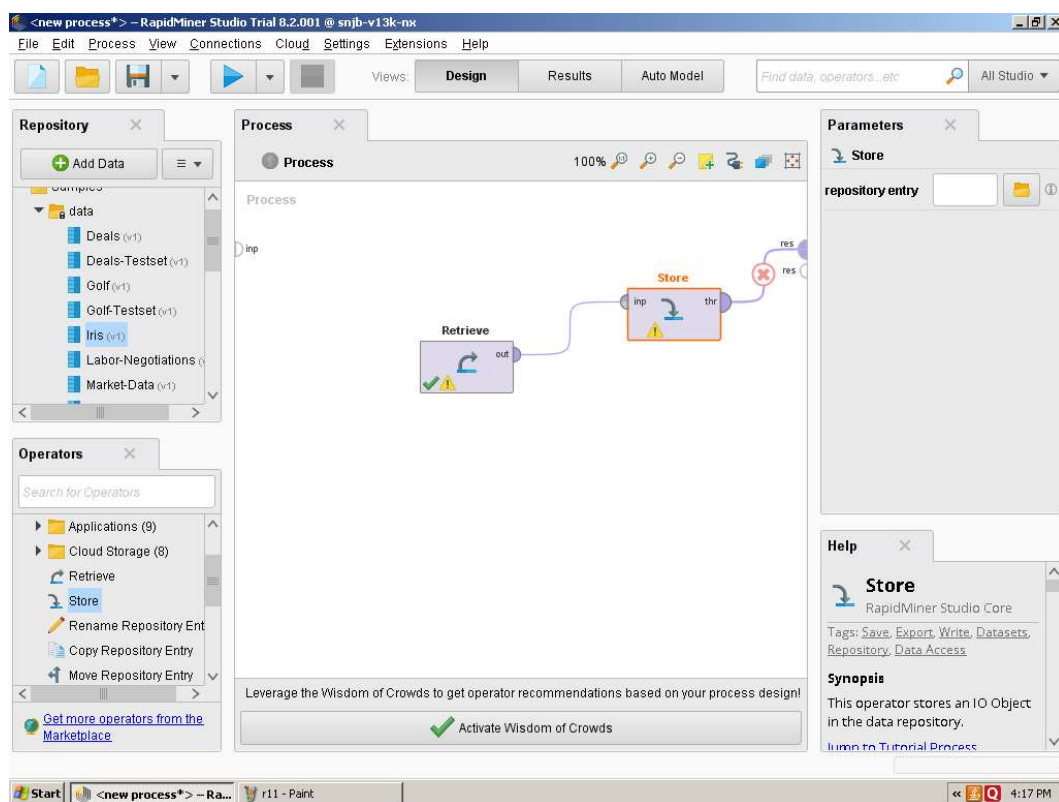 <new process*> – RapidMiner Studio Trial 8.2.001 @ snjb-v13k-nx
File Edit Process View Connections Cloud Settings Extensions Help
Views: Design Results Auto Model Find data, operators...etc All Studio
Repository
Add Data
Samples
data
Deals (v1)
Deals-Testset (v1)
Golf (v1)
Golf-Testset (v1)
Iris (v1)
Labor-Negotiations (
Market-Data (v1)
Operators
Search for Operators
Applications (9)
Cloud Storage (8)
Retrieve
Store
Rename Repository Ent
Copy Repository Entry
Move Repository Entry
Get more operators from the
Marketplace
Process
Process 100%
Process
inp
res
res
Store
inp thr
Retrieve
out
Leverage the Wisdom of Crowds to get operator recommendations based on your process design!
Activate Wisdom of Crowds
Parameters
Store
repository entry
Help
Store
RapidMiner Studio Core
Tags: Save, Export, Write, Datasets,
Repository, Data Access
Synopsis
This operator stores an IO Object
in the data repository.
Jump to Tutorial Process
Start <new process*> – Ra... r11 - Paint « 4:17 PM